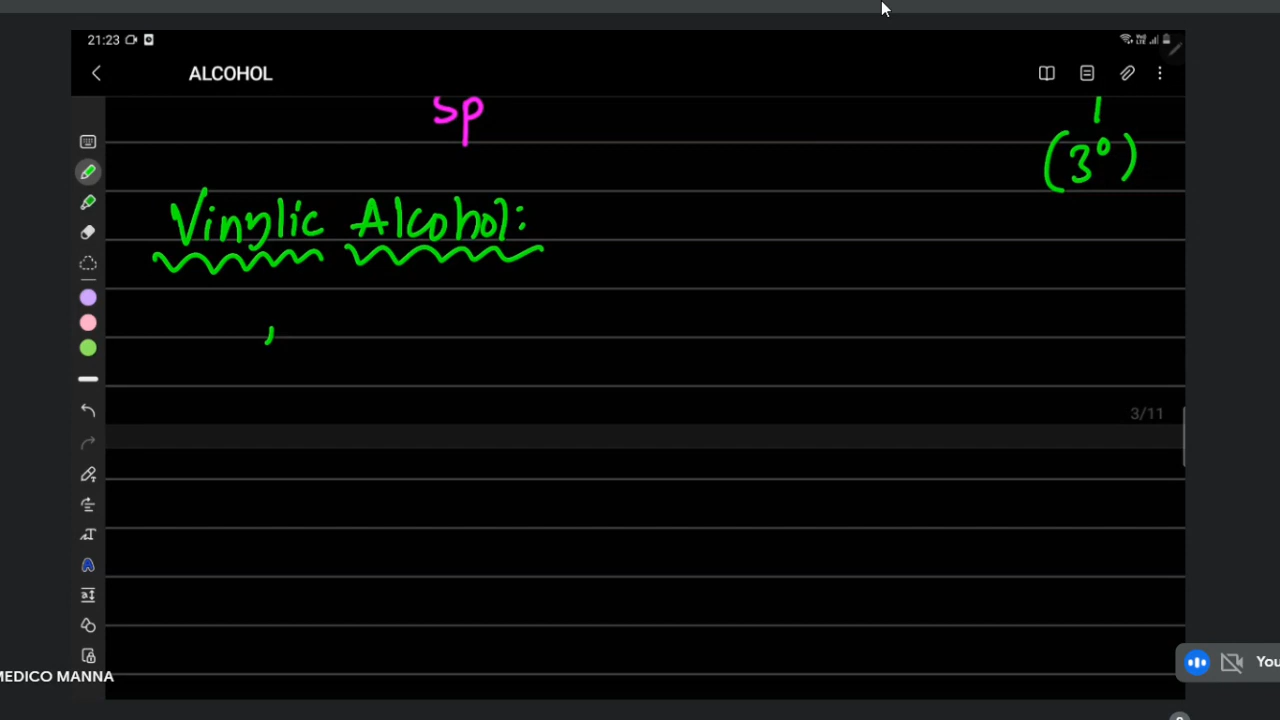 21:23
ALCOHOL
Sp
(3°)
Vinylic Alcohol:
,
3/11
MEDICO MANNA
You